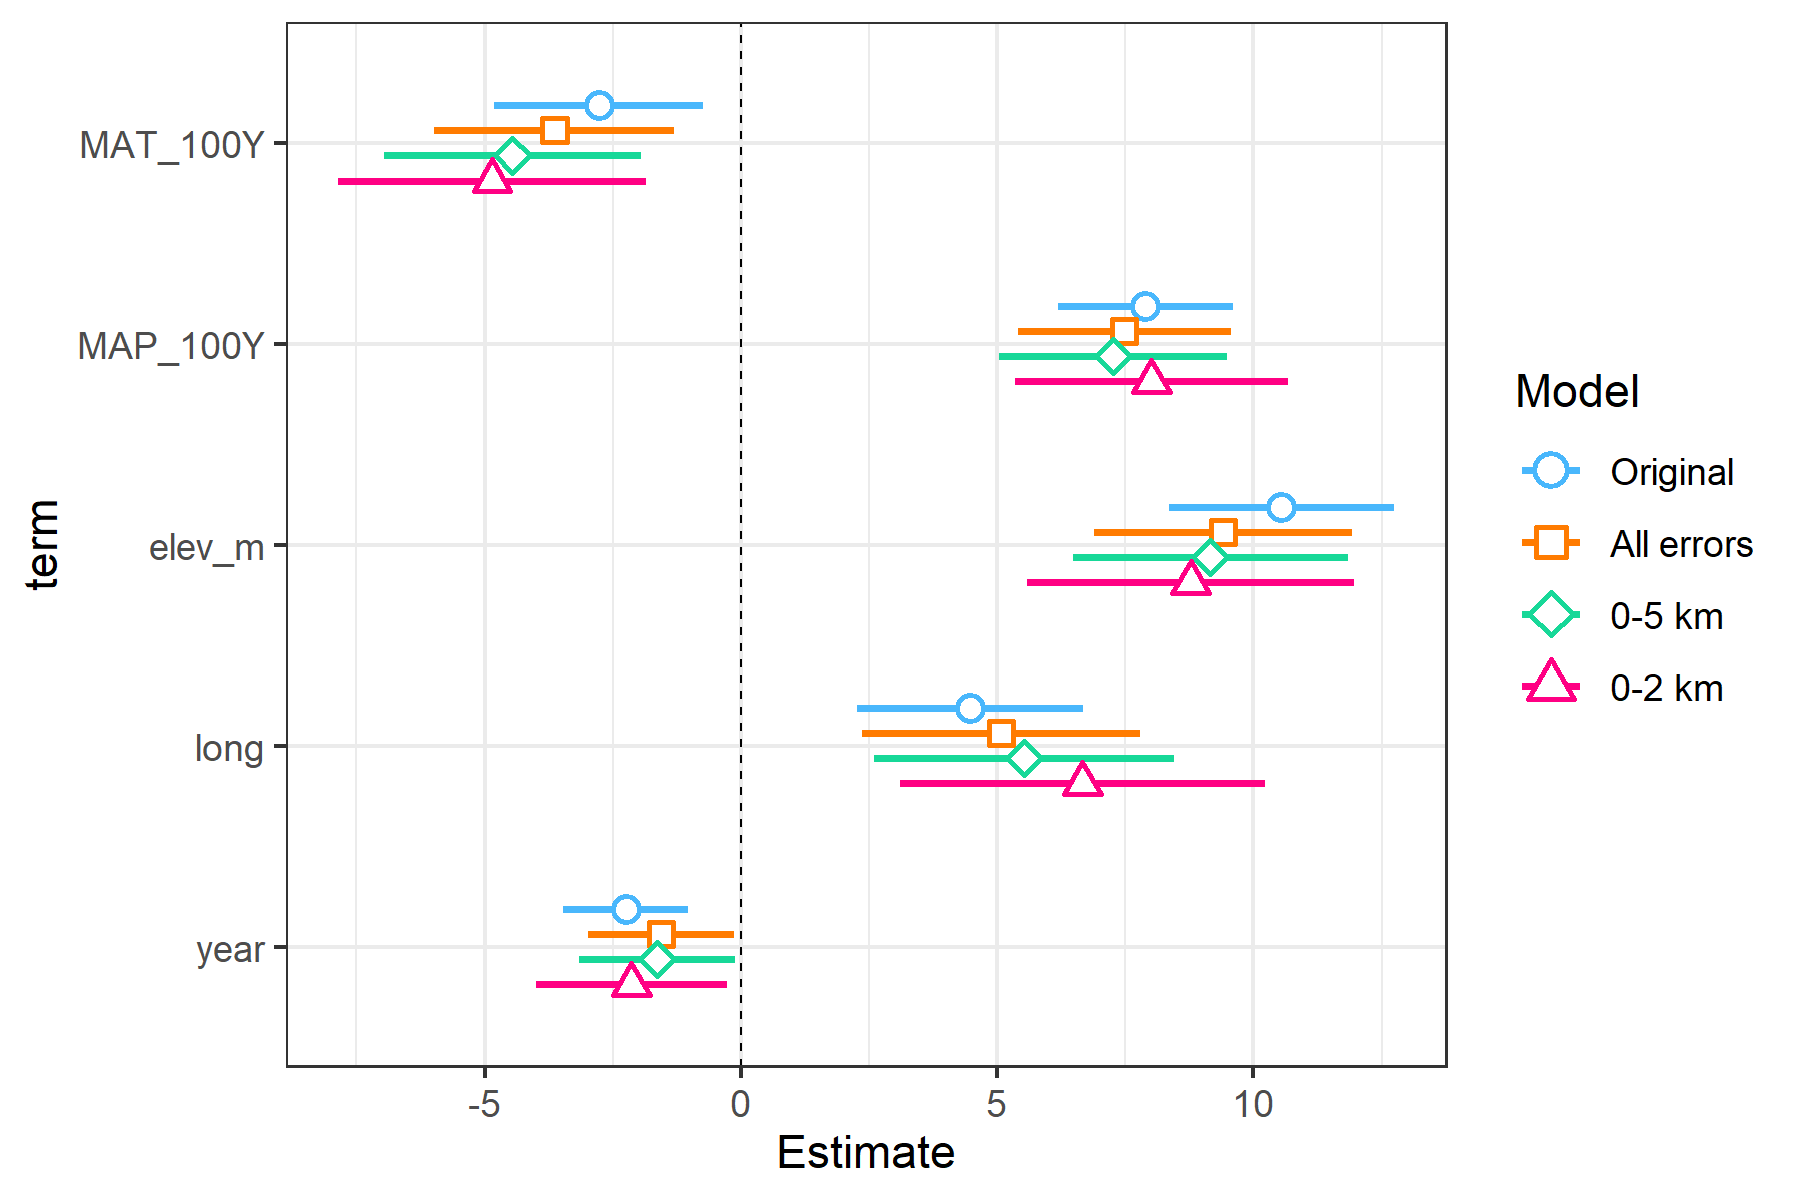 MAT_100Y
MAP_100Y
elev_m
long
year
term
-5
0
5
10
Estimate
Model
Original
All errors
0-5 km
0-2 km